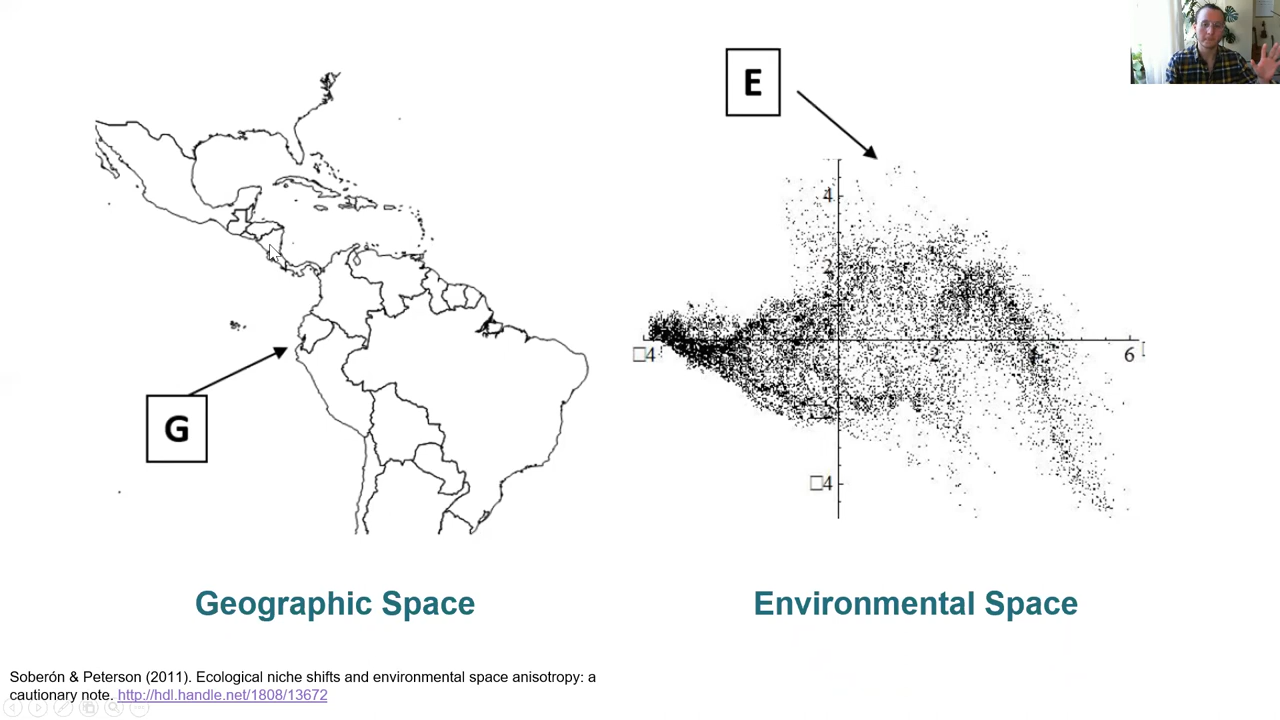 E
4
2
□4
2
4
6
□4
G
Geographic Space
Environmental Space
Soberón & Peterson (2011). Ecological niche shifts and environmental space anisotropy: a
cautionary note. http://hdl.handle.net/1808/13672